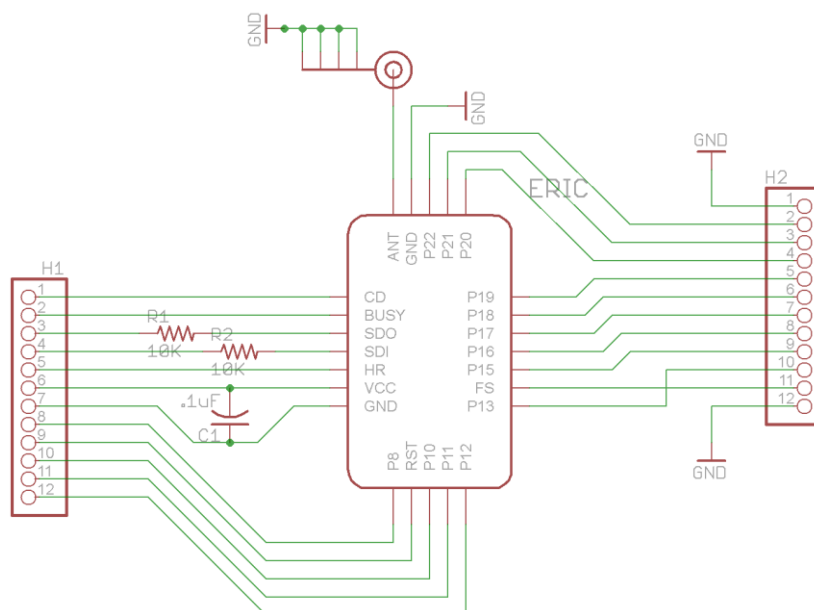 GND
GND
GND
H2
ERIC
ANT
GND
P22
P21
P20
1
2
3
4
5
6
7
8
9
10
11
12
H1
1
2
3
4
5
6
7
8
9
10
11
12
R1
10K
R2
10K
.1uF
C1
CD
BUSY
SDO
SDI
HR
VCC
GND
P19
P18
P17
P16
P15
FS
P13
P8
RST
P10
P11
P12
GND